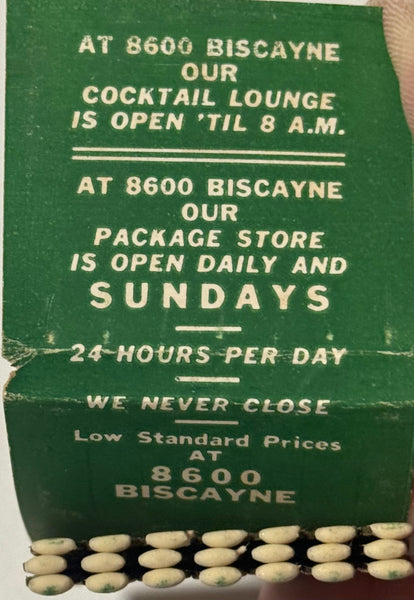 AT 8600 BISCAYNE
OUR
COCKTAIL LOUNGE
IS OPEN 'TIL 8 A.M.
AT 8600 BISCAYNE
OUR
PACKAGE STORE
IS OPEN DAILY AND
SUNDAYS
24 HOURS PER DAY
WE NEVER CLOSE
Low Standard Prices
AT
8600
BISCAYNE